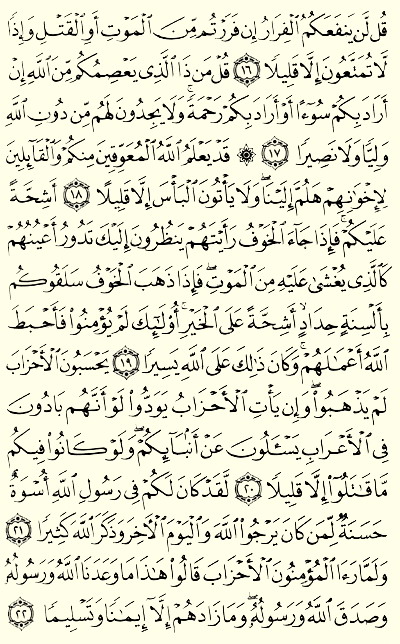 قُل لَّن يَنفَعَكُمُ ٱلْفِرَارُ إِن فَرَرْتُم مِّنَ ٱلْمَوْتِ أَوِ ٱلْقَتْلِ وَإِذًا
لَّا تُمَتَّعُونَ إِلَّا قَلِيلًا ١٦ قُلْ مَن ذَا ٱلَّذِى يَعْصِمُكُم مِّنَ ٱللَّهِ إِنْ
أَرَادَ بِكُمْ سُوٓءًا أَوْ أَرَادَ بِكُمْ رَحْمَةً ۚ وَلَا يَجِدُونَ لَهُم مِّن دُونِ ٱللَّهِ
وَلِيًّا وَلَا نَصِيرًا ١٧ ۞ قَدْ يَعْلَمُ ٱللَّهُ ٱلْمُعَوِّقِينَ مِنكُمْ وَٱلْقَآئِلِينَ
لِإِخْوَٰنِهِمْ هَلُمَّ إِلَيْنَا ۖ وَلَا يَأْتُونَ ٱلْبَأْسَ إِلَّا قَلِيلًا ١٨ أَشِحَّةً
عَلَيْكُمْ ۖ فَإِذَا جَآءَ ٱلْخَوْفُ رَأَيْتَهُمْ يَنظُرُونَ إِلَيْكَ تَدُورُ أَعْيُنُهُمْ
كَٱلَّذِى يُغْشَىٰ عَلَيْهِ مِنَ ٱلْمَوْتِ ۖ فَإِذَا ذَهَبَ ٱلْخَوْفُ سَلَقُوكُم
بِأَلْسِنَةٍ حِدَادٍ أَشِحَّةً عَلَى ٱلْخَيْرِ ۚ أُو۟لَٰٓئِكَ لَمْ يُؤْمِنُوا۟ فَأَحْبَطَ
ٱللَّهُ أَعْمَٰلَهُمْ ۚ وَكَانَ ذَٰلِكَ عَلَى ٱللَّهِ يَسِيرًا ١٩ يَحْسَبُونَ ٱلْأَحْزَابَ
لَمْ يَذْهَبُوا۟ ۖ وَإِن يَأْتِ ٱلْأَحْزَابُ يَوَدُّوا۟ لَوْ أَنَّهُم بَادُونَ
فِى ٱلْأَعْرَابِ يَسْـَٔلُونَ عَنْ أَنۢبَآئِكُمْ ۖ وَلَوْ كَانُوا۟ فِيكُم
مَّا قَٰتَلُوٓا۟ إِلَّا قَلِيلًا ٢٠ لَّقَدْ كَانَ لَكُمْ فِى رَسُولِ ٱللَّهِ أُسْوَةٌ
حَسَنَةٌ لِّمَن كَانَ يَرْجُوا۟ ٱللَّهَ وَٱلْيَوْمَ ٱلْءَاخِرَ وَذَكَرَ ٱللَّهَ كَثِيرًا ٢١
وَلَمَّا رَءَا ٱلْمُؤْمِنُونَ ٱلْأَحْزَابَ قَالُوا۟ هَٰذَا مَا وَعَدَنَا ٱللَّهُ وَرَسُولُهُۥ
وَصَدَقَ ٱللَّهُ وَرَسُولُهُۥ ۚ وَمَا زَادَهُمْ إِلَّآ إِيمَٰنًا وَتَسْلِيمًا ٢٢